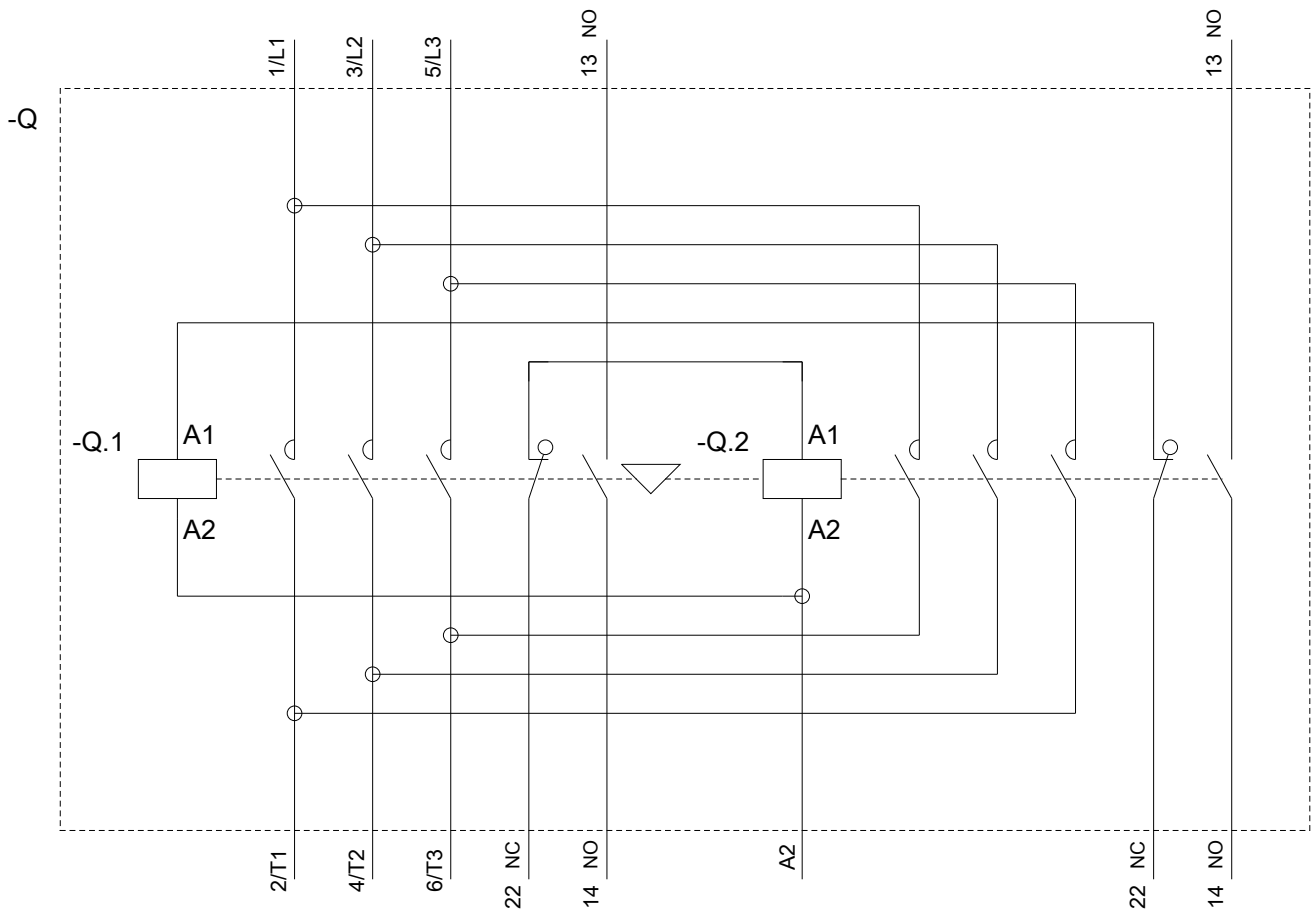 1/L1
3/L2
5/L3
13 NO
13 NO
-Q
-Q.1
A1
A2
-Q.2
A1
A2
2/T1
4/T2
6/T3
22 NC
14 NO
A2
22 NC
14 NO